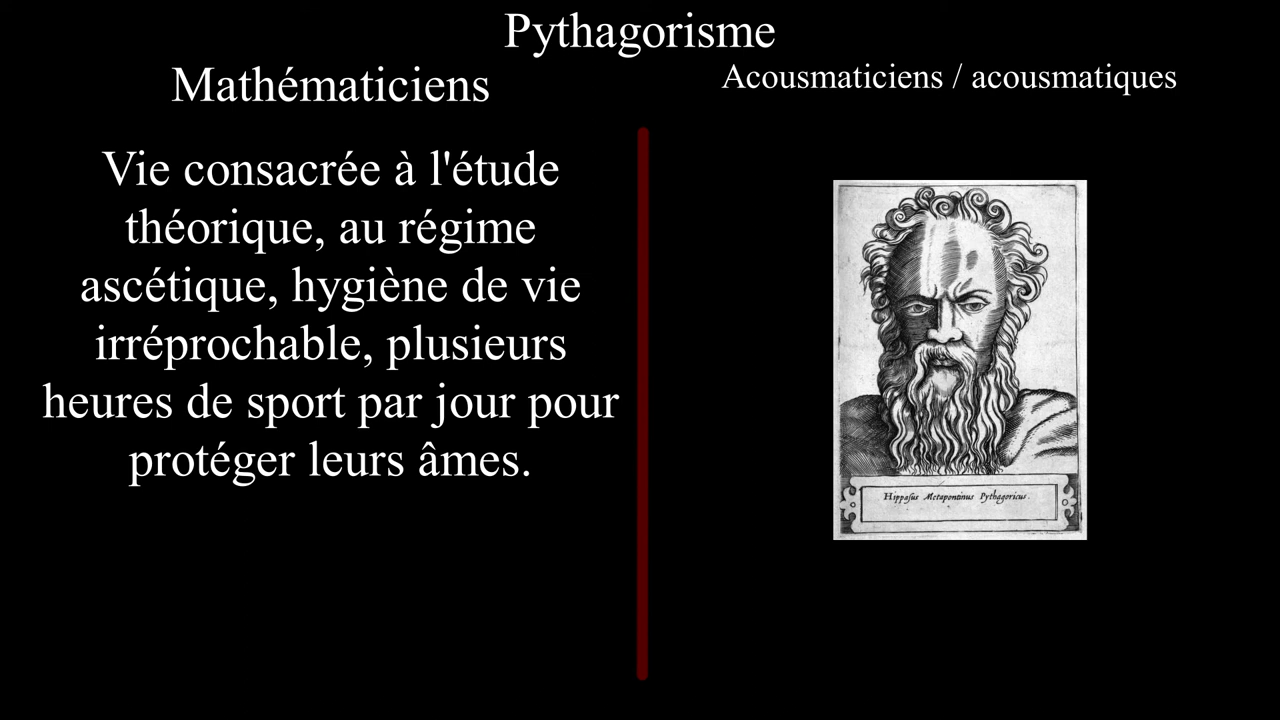 Pythagorisme
Mathématiciens
Vie consacrée à l'étude
théorique, au régime
ascétique, hygiène de vie
irréprochable, plusieurs
heures de sport par jour pour
protéger leurs âmes.
Acousmaticiens / acousmatiques
Hippasus Metapontinus Pythagoricus.